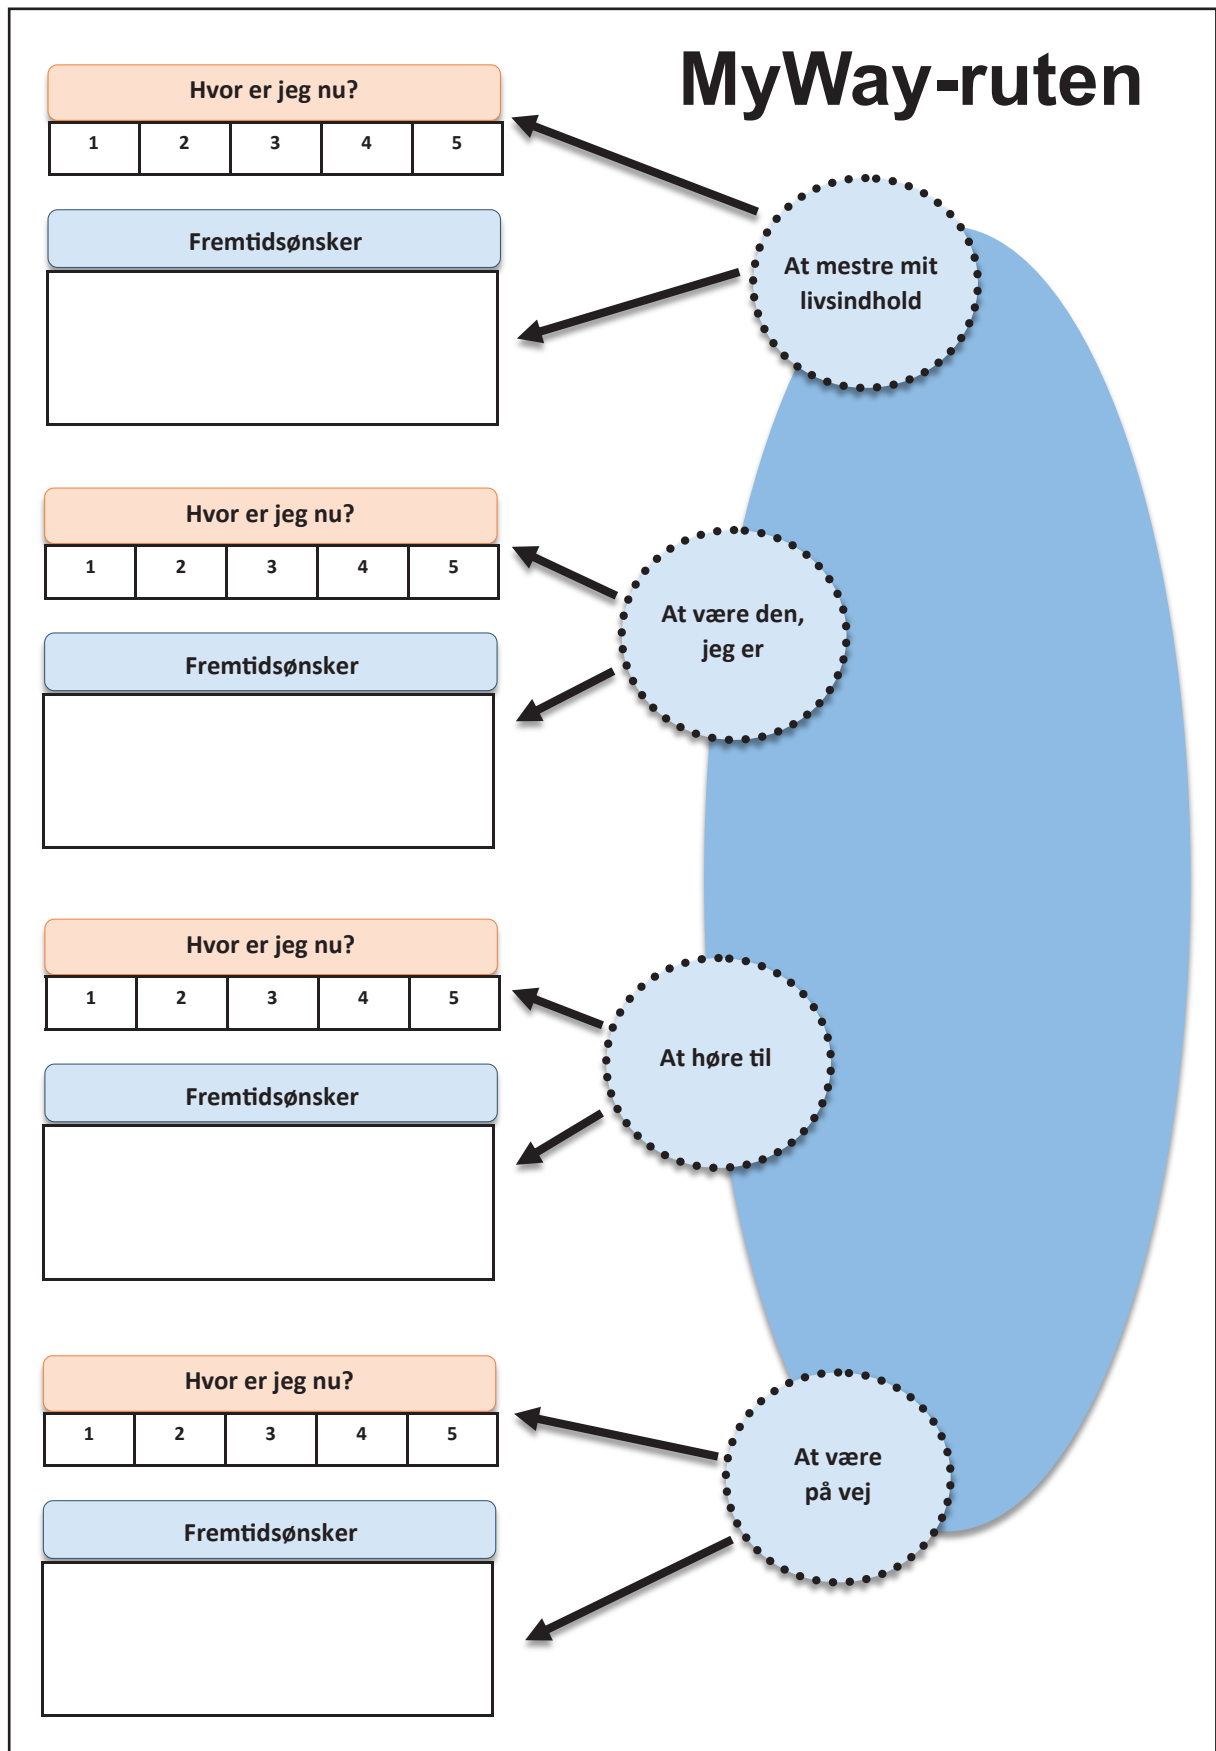 MyWay-ruten
Hvor er jeg nu?
1 2 3 4 5
Fremtidsønsker
At mestre mit
livsindhold
Hvor er jeg nu?
1 2 3 4 5
Fremtidsønsker
At være den,
jeg er
Hvor er jeg nu?
1 2 3 4 5
Fremtidsønsker
At høre til
Hvor er jeg nu?
1 2 3 4 5
Fremtidsønsker
At være
på vej